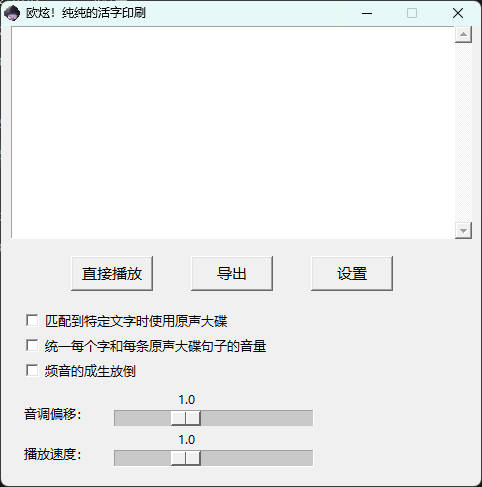 欧炫！纯纯的活字印刷
直接播放 导出 设置
匹配到特定文字时使用原声大碟
统一每个字和每条原声大碟句子的音量
频音的成生放倒
1.0
音调偏移：
1.0
播放速度：